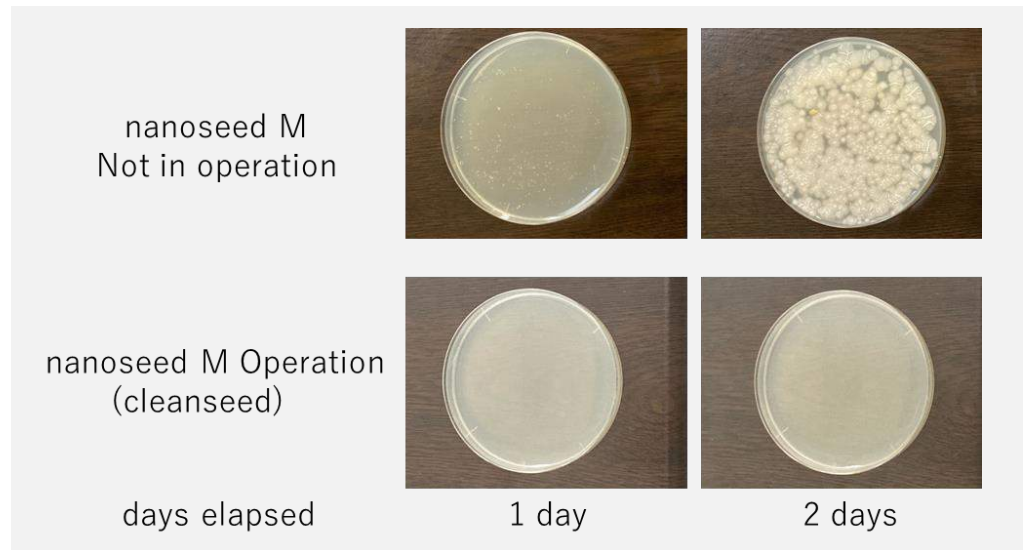 nanoseed M
Not in operation
nanoseed M Operation
(cleanseed)
days elapsed
1 day
2 days